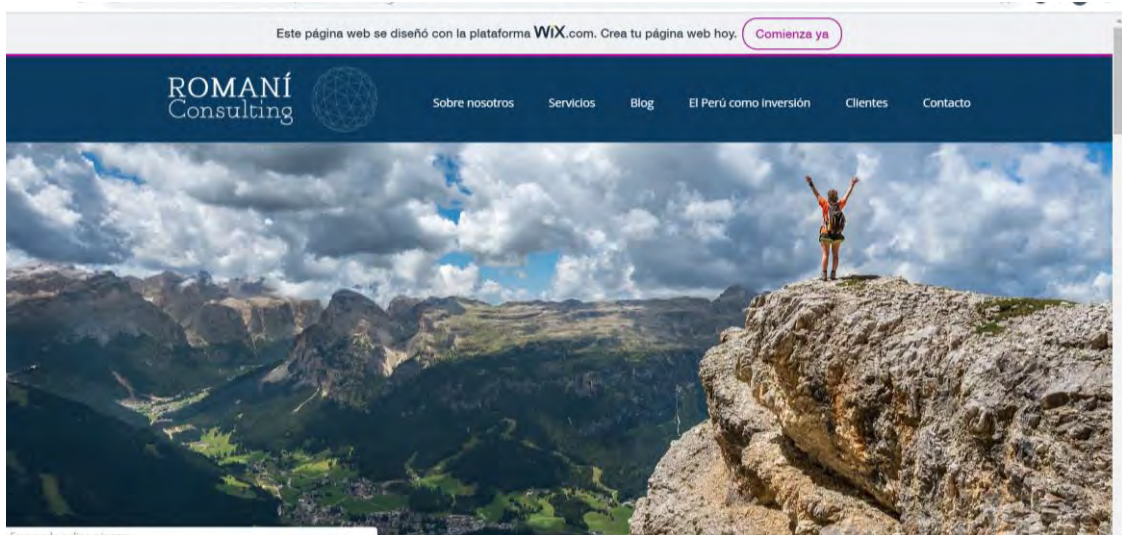 Este página web se diseñó con la plataforma WiX.com. Crea tu página web hoy. Comienza ya
ROMANÍ
Consulting
Sobre nosotros Servicios Blog El Perú como inversión Clientes Contacto